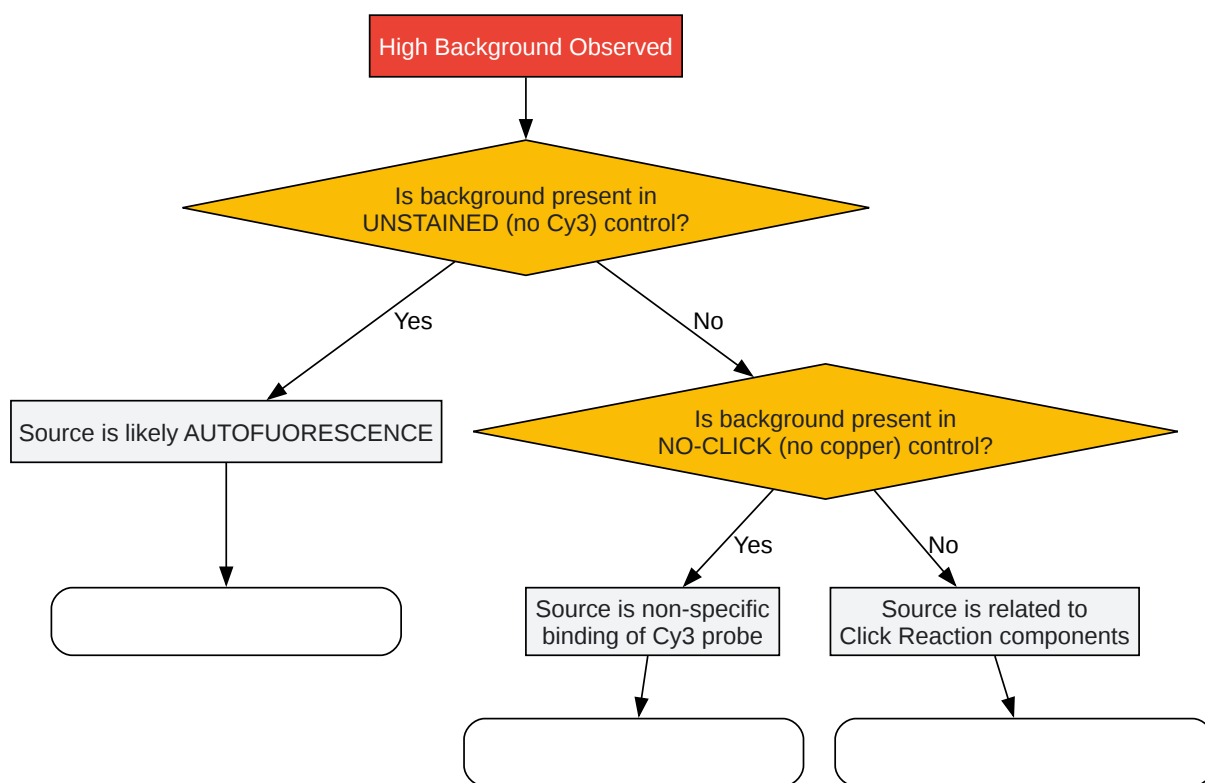 High Background Observed
Is background present in
UNSTAINED (no Cy3) control?
Yes
No
Source is likely AUTOFUORESCENCE
Is background present in
NO-CLICK (no copper) control?
Yes
No
Source is non-specific
binding of Cy3 probe
Source is related to
Click Reaction components